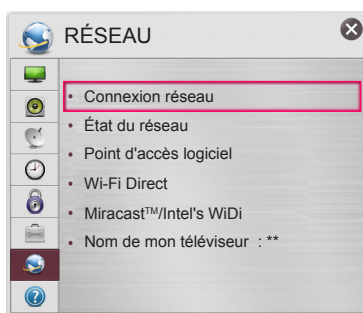 RÉSEAU
• Connexion réseau
• État du réseau
• Point d'accès logiciel
• Wi-Fi Direct
• Miracast™/Intel's WiDi
• Nom de mon téléviseur : **